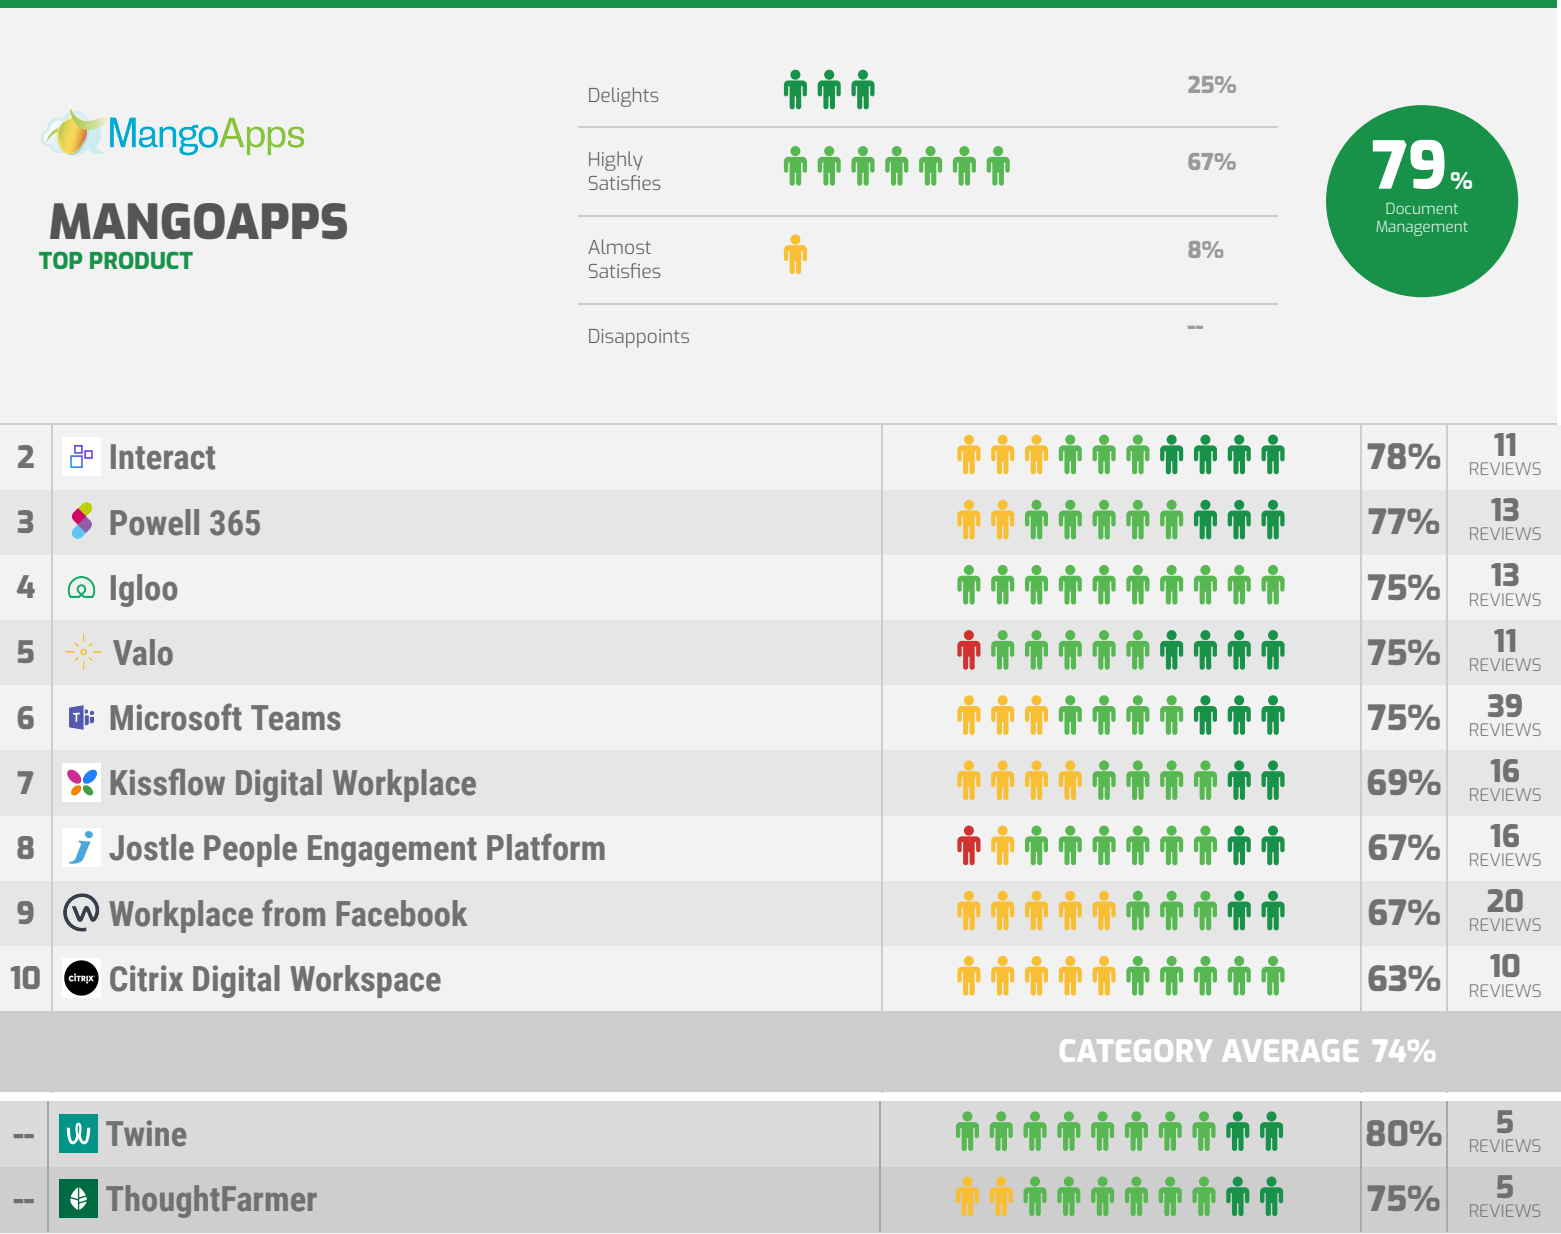 MangoApps
MANGOAPPS
TOP PRODUCT
Delights 25%
Highly
Satisfies 67%
Almost
Satisfies 8%
Disappoints --
79%
Document
Management
2 Interact 78% 11
REVIEWS
3 Powell 365 77% 13
REVIEWS
4 Igloo 75% 13
REVIEWS
5 Valo 75% 11
REVIEWS
6 T Microsoft Teams 75% 39
REVIEWS
7 Kissflow Digital Workplace 69% 16
REVIEWS
8 j Jostle People Engagement Platform 67% 16
REVIEWS
9 Workplace from Facebook 67% 20
REVIEWS
10 CiTRIX Citrix Digital Workspace 63% 10
REVIEWS
CATEGORY AVERAGE 74%
-- Twine 80% 5
REVIEWS
-- ThoughtFarmer 75% 5
REVIEWS